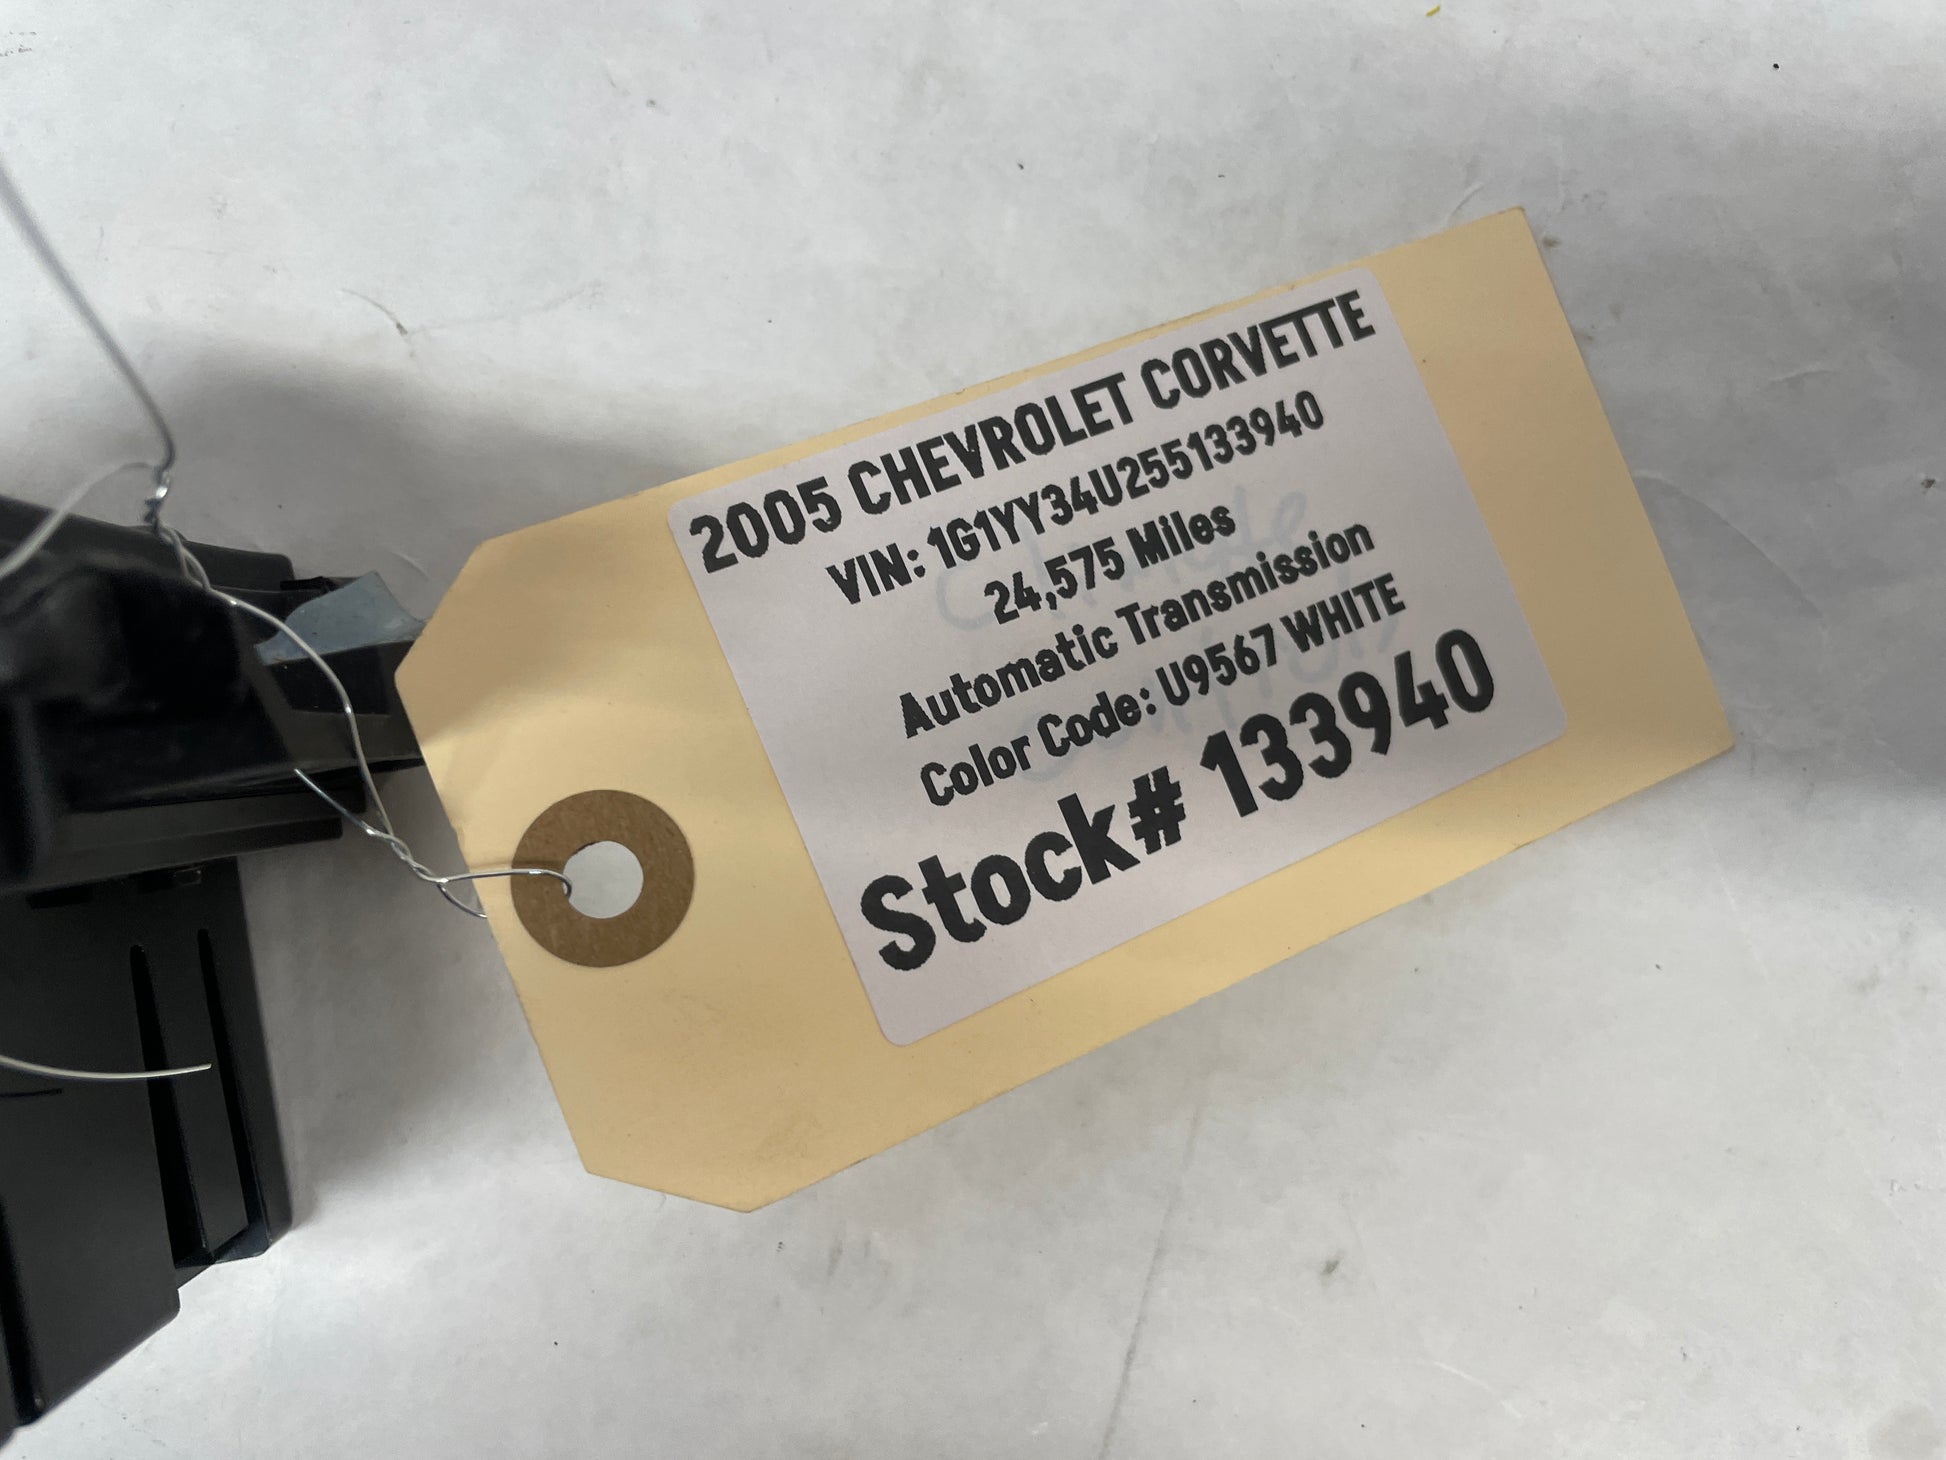 2005 CHEVROLET CORVETTE
VIN: 1G1YY34U255133940
24,575 Miles
Automatic Transmission
Color Code: U9567 WHITE
Stock# 133940